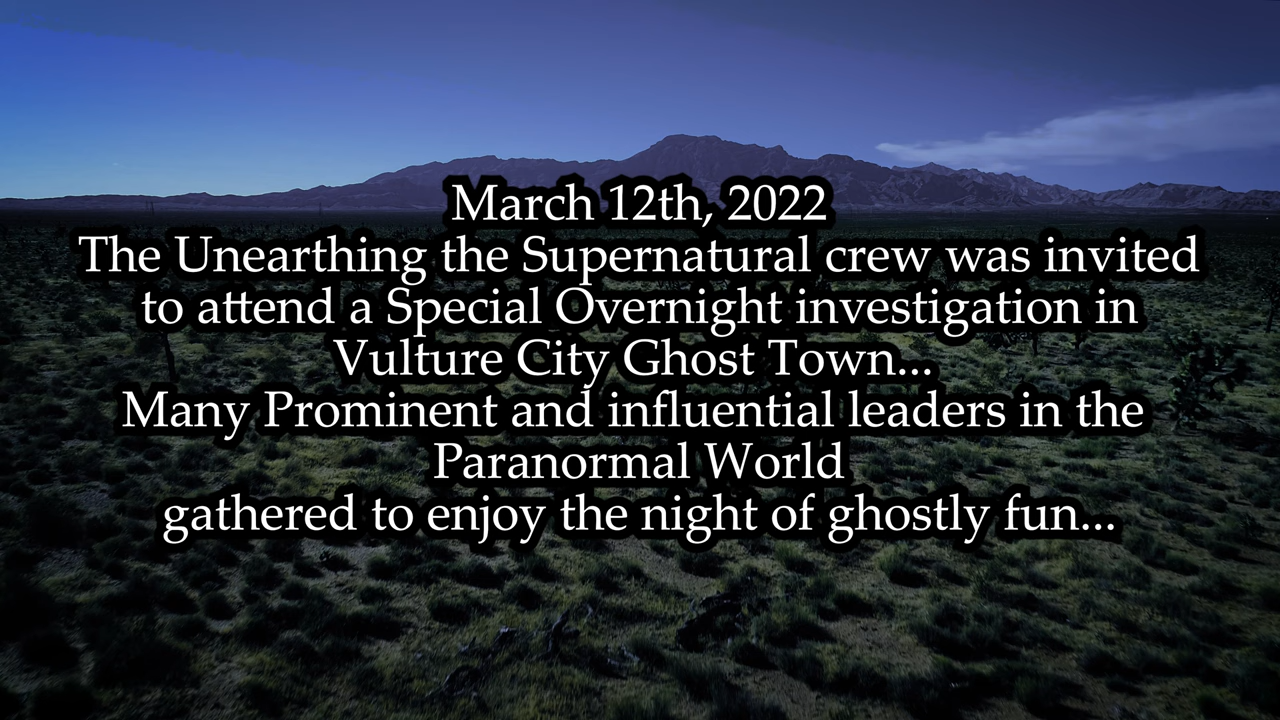 March 12th, 2022
The Unearthing the Supernatural crew was invited
to attend a Special Overnight investigation in
Vulture City Ghost Town...
Many Prominent and influential leaders in the
Paranormal World
gathered to enjoy the night of ghostly fun...